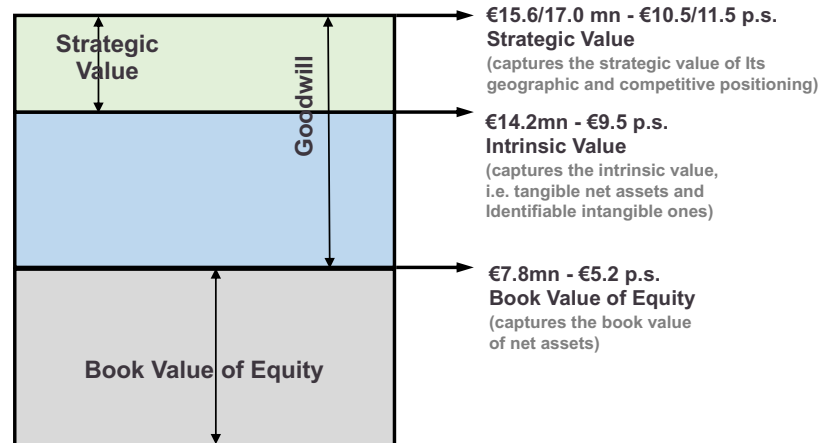 Strategic
Value
Goodwill
Book Value of Equity
€15.6/17.0 mn - €10.5/11.5 p.s.
Strategic Value
(captures the strategic value of Its
geographic and competitive positioning)
€14.2mn - €9.5 p.s.
Intrinsic Value
(captures the intrinsic value,
i.e. tangible net assets and
Identifiable intangible ones)
€7.8mn - €5.2 p.s.
Book Value of Equity
(captures the book value
of net assets)